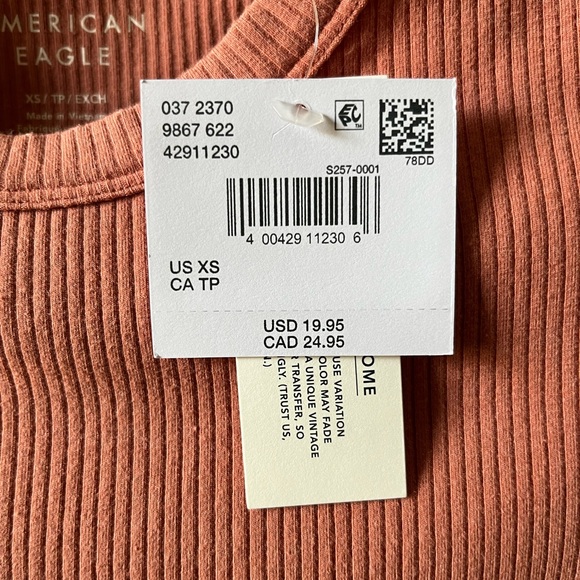 MERICAN
EAGLE
XS / TP / EXCH
Made in Vietnam
037 2370
9867 622
42911230
78DD
S257-0001
4 00429 11230 6
US XS
CA TP
USD 19.95
CAD 24.95
OME
USE VARIATION
OLOR MAY FADE
A UNIQUE VINTAGE
TRANSFER, SO
GLY. (TRUST US,
.)